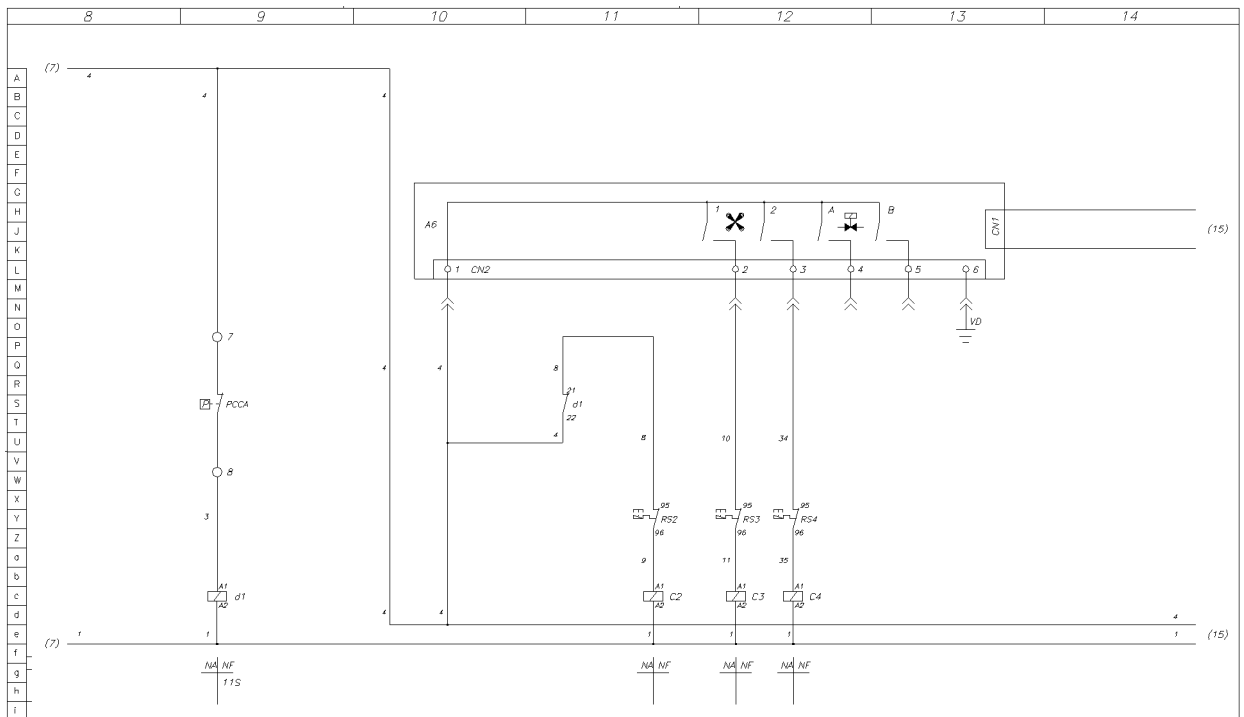 8 9 10 11 12 13 14
A (7) 4
B 4 4
C
D
E
F
G
H A6 1 2 A B CN1
J (15)
K
L 1 CN2 2 3 4 5 6
M
N
O VD
P 7
Q 4 4 8
R 21
S P PCCA d1
T 22
U 4 8 10 34
V
W 8
X 95 95 95
Y 3 RS2 RS3 RS4
Z 96 96 96
a 9 11 35
b A1 A1 A1 A1
c d1 C2 C3 C4
d A2 A2 A2 A2
4 4 4
e 1 1 1 1 1 1 (15)
f (7)
g NA NF NA NF NA NF NA NF
h 11S
i